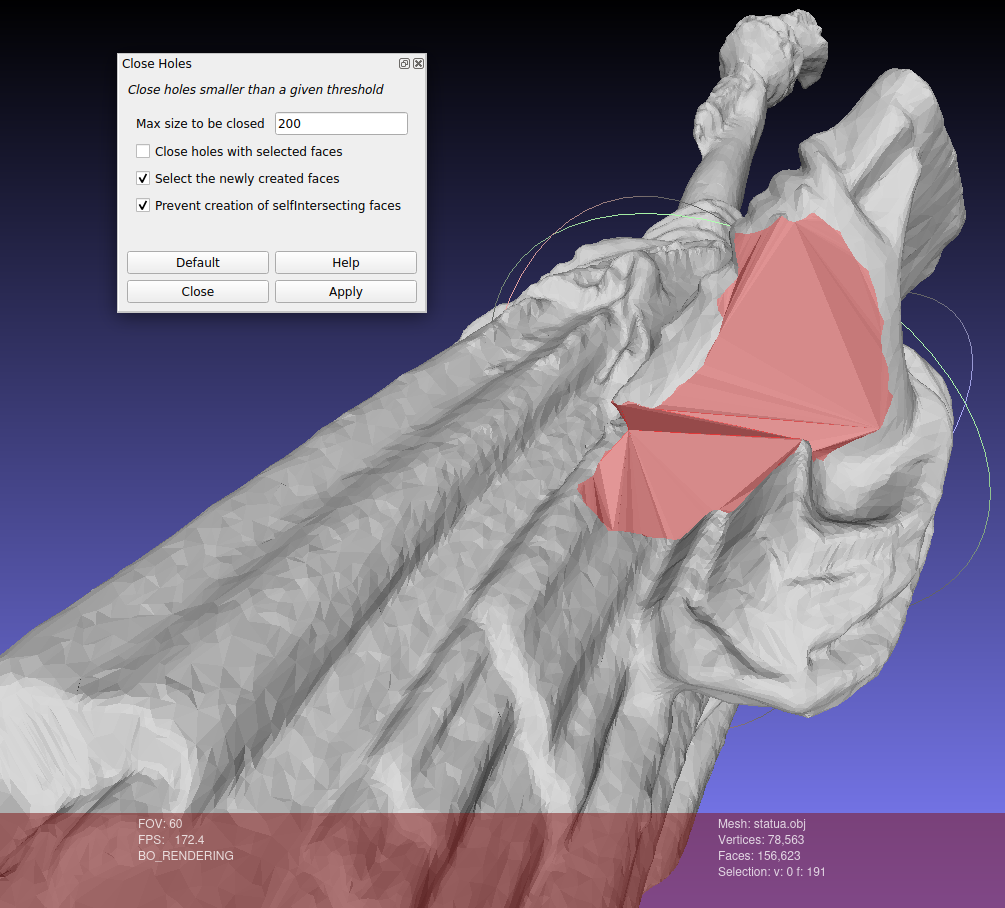 Close Holes
Close holes smaller than a given threshold
Max size to be closed 200
Close holes with selected faces
Select the newly created faces
Prevent creation of selfIntersecting faces
Default Help
Close Apply
FOV: 60
FPS: 172.4
BO_RENDERING
Mesh: statua.obj
Vertices: 78,563
Faces: 156,623
Selection: v: 0 f: 191